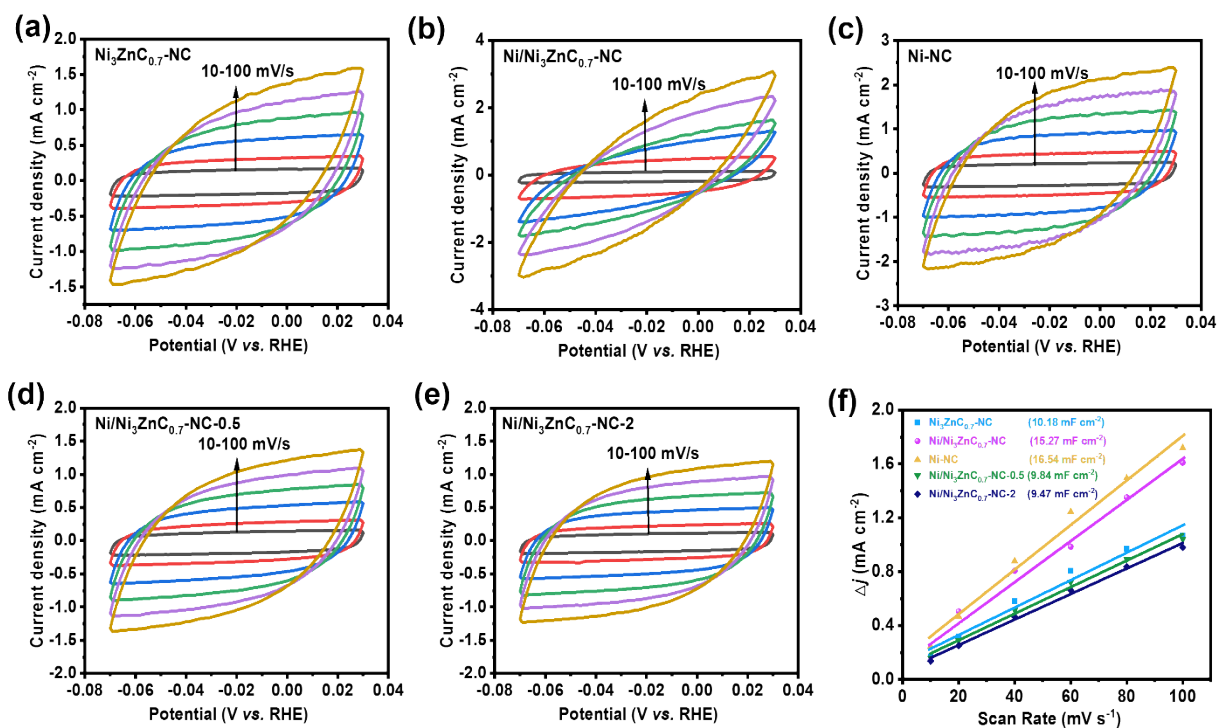 (a)
Ni₃ZnC₀.₇-NC
10-100 mV/s
Current density (mA cm⁻²)
2.0
1.5
1.0
0.5
0.0
-0.5
-1.0
-1.5
-0.08 -0.06 -0.04 -0.02 0.00 0.02 0.04
Potential (V vs. RHE)
(b)
Ni/Ni₃ZnC₀.₇-NC
10-100 mV/s
Current density (mA cm⁻²)
4
2
0
-2
-4
-0.08 -0.06 -0.04 -0.02 0.00 0.02 0.04
Potential (V vs. RHE)
(c)
Ni-NC
10-100 mV/s
Current density (mA cm⁻²)
3
2
1
0
-1
-2
-3
-0.08 -0.06 -0.04 -0.02 0.00 0.02 0.04
Potential (V vs. RHE)
(d)
Ni/Ni₃ZnC₀.₇-NC-0.5
10-100 mV/s
Current density (mA cm⁻²)
2.0
1.5
1.0
0.5
0.0
-0.5
-1.0
-1.5
-2.0
-0.08 -0.06 -0.04 -0.02 0.00 0.02 0.04
Potential (V vs. RHE)
(e)
Ni/Ni₃ZnC₀.₇-NC-2
10-100 mV/s
Current density (mA cm⁻²)
2.0
1.5
1.0
0.5
0.0
-0.5
-1.0
-1.5
-2.0
-0.08 -0.06 -0.04 -0.02 0.00 0.02 0.04
Potential (V vs. RHE)
(f)
Ni₃ZnC₀.₇-NC (10.18 mF cm⁻²)
Ni/Ni₃ZnC₀.₇-NC (15.27 mF cm⁻²)
Ni-NC (16.54 mF cm⁻²)
Ni/Ni₃ZnC₀.₇-NC-0.5 (9.84 mF cm⁻²)
Ni/Ni₃ZnC₀.₇-NC-2 (9.47 mF cm⁻²)
△j (mA cm⁻²)
2.0
1.6
1.2
0.8
0.4
0.0
0 20 40 60 80 100
Scan Rate (mV s⁻¹)